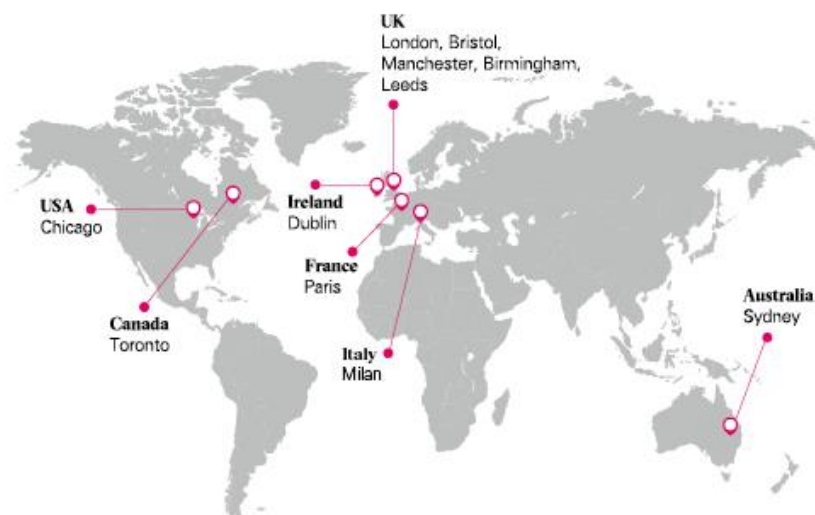 UK
London, Bristol,
Manchester, Birmingham,
Leeds
Ireland
Dublin
USA
Chicago
France
Paris
Canada
Toronto
Italy
Milan
Australia
Sydney